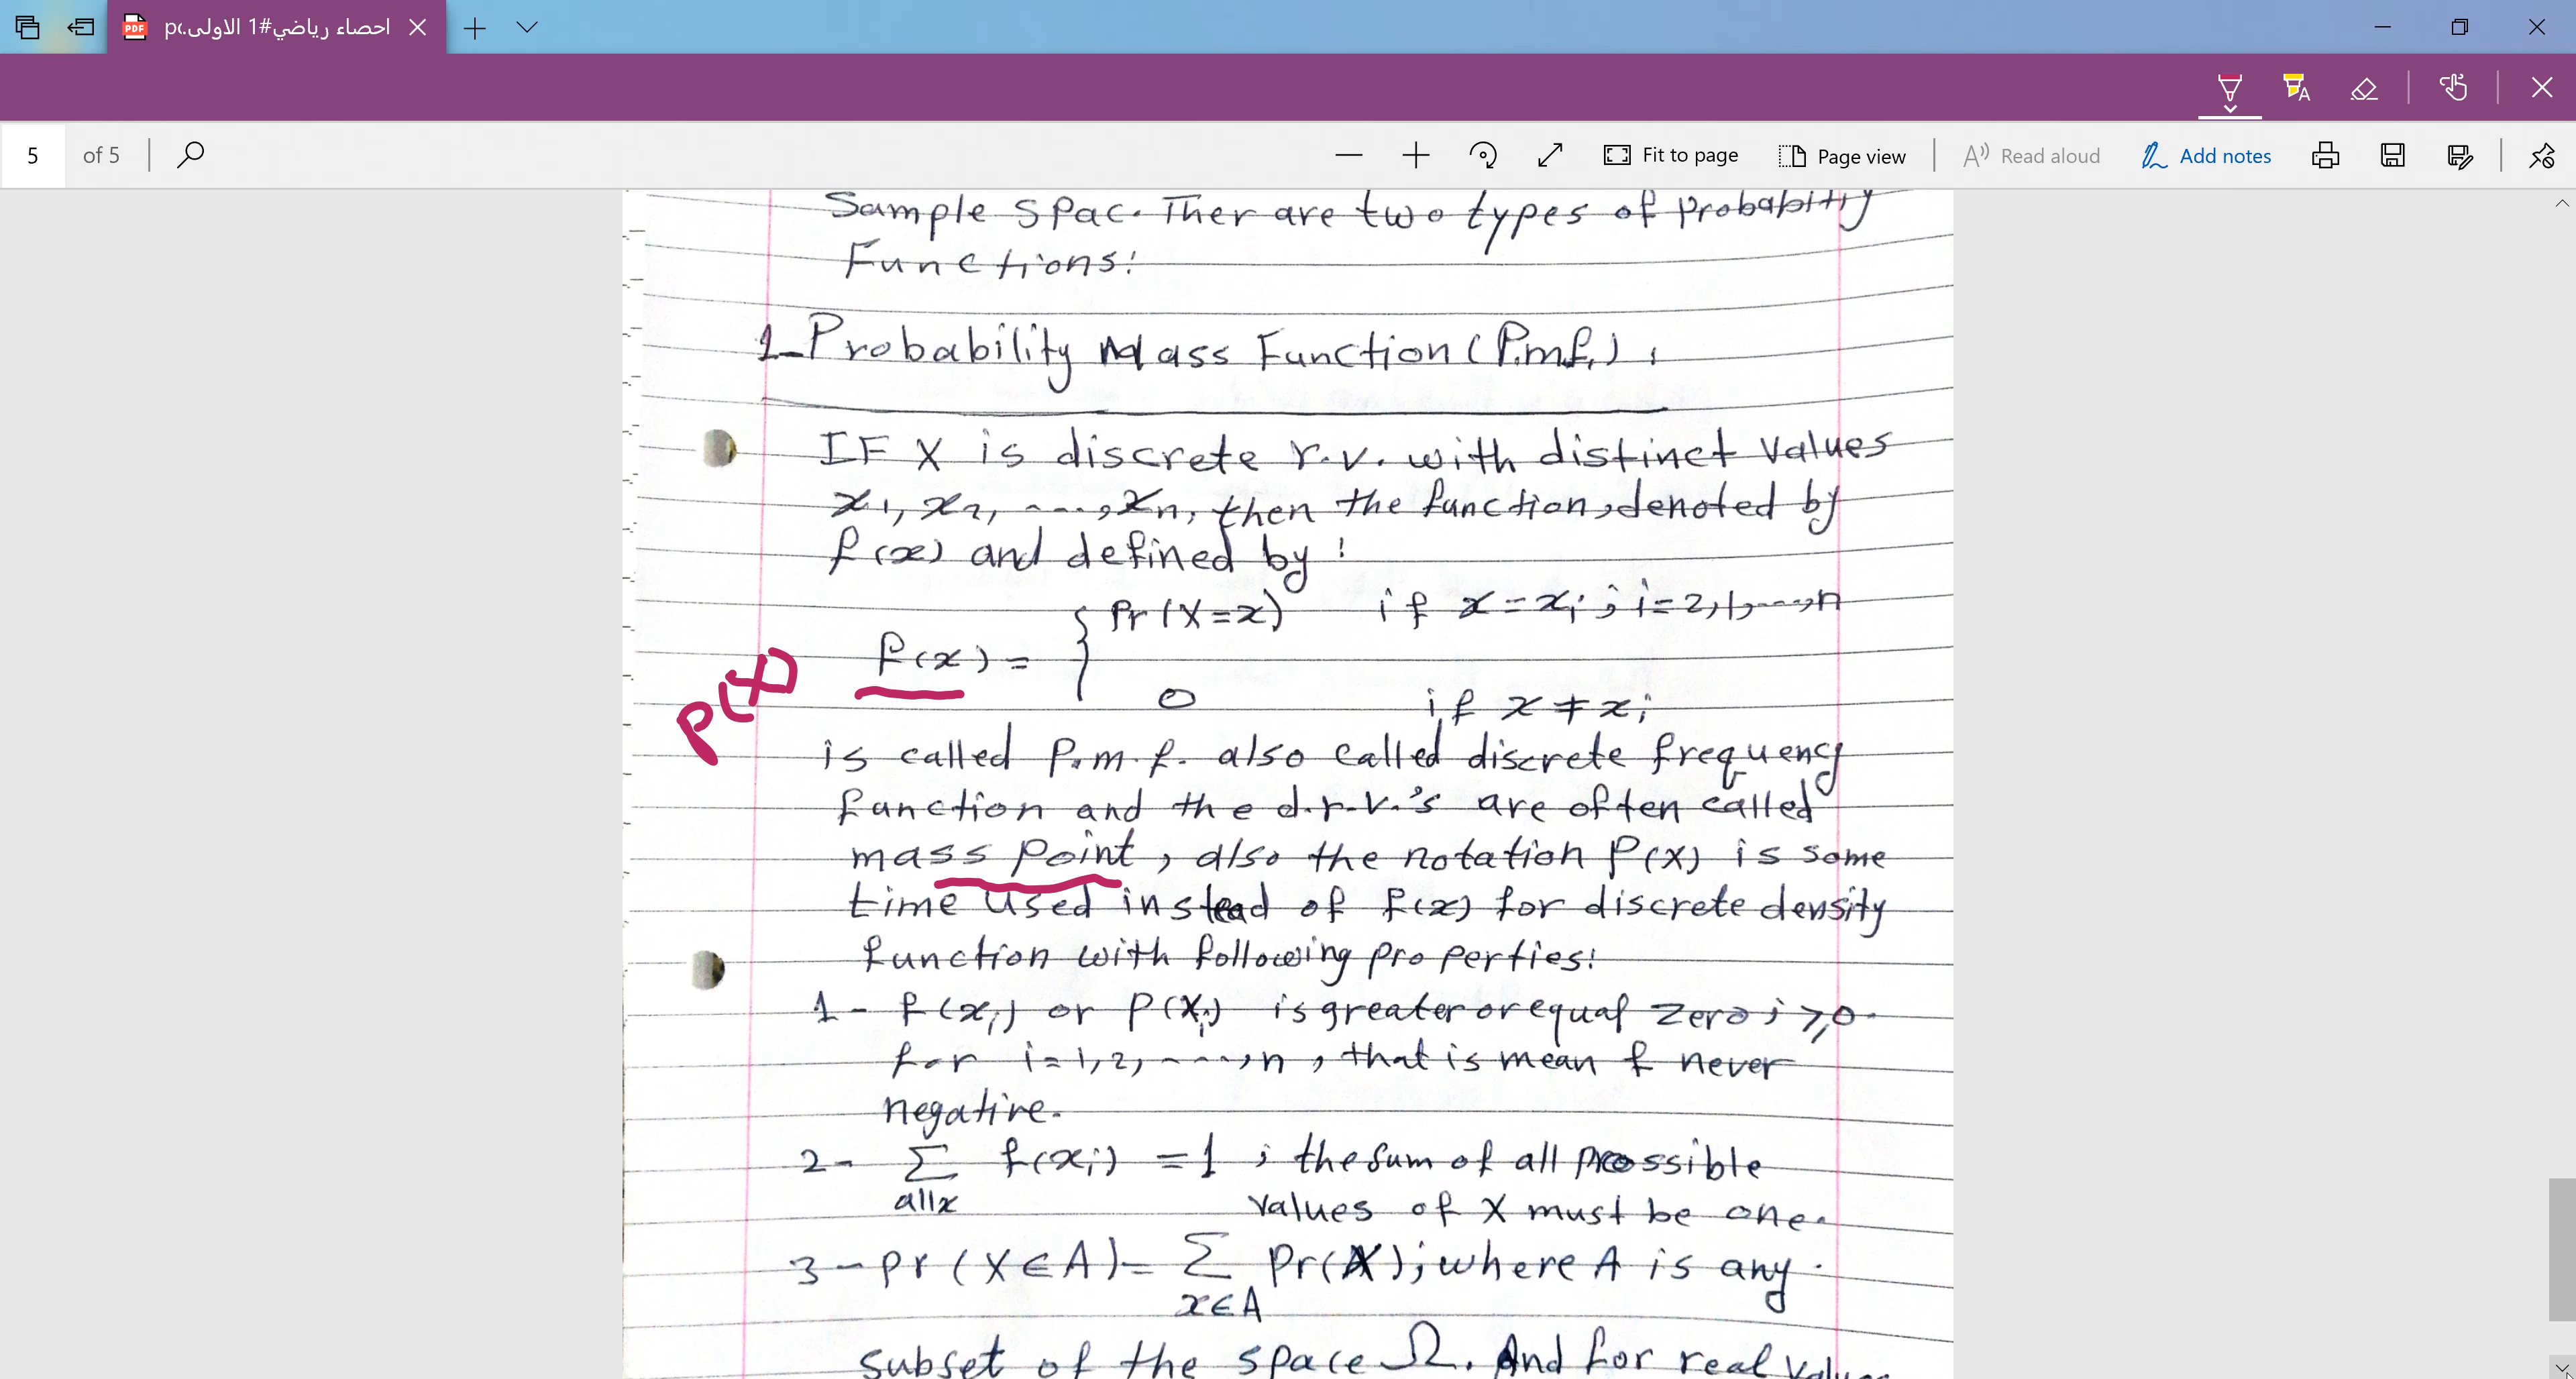 احصاء رياضي#1 الاولى.pc
5 of 5
Fit to page
Page view
Read aloud
Add notes
Sample spac. Ther are two types of probabitiy
Functions:
1- Probability Mass Function (P.m.f.) :
IF X is discrete r.v. with distinct values
x1, x2, ----, xn, then the function, denoted by
f(x) and defined by :
Pr(X=x) if x=xi ; i=2,1,----,n
f(x) =
0 if x≠xi
P(X)
is called P.m.f. also called discrete frequency
function and the d.r.v.'s are often called
mass point, also the notation P(X) is some
time used instead of f(x) for discrete density
function with following properties:
1- f(xi) or P(Xi) is greater or equal zero ; ≥0.
for i=1,2,----,n , that is mean f never
negative.
2- Σ f(xi) = 1 ; the sum of all possible
all x values of X must be one.
3- pr(X∈A)= Σ Pr(X); where A is any
x∈A
subset of the space Ω. And for real